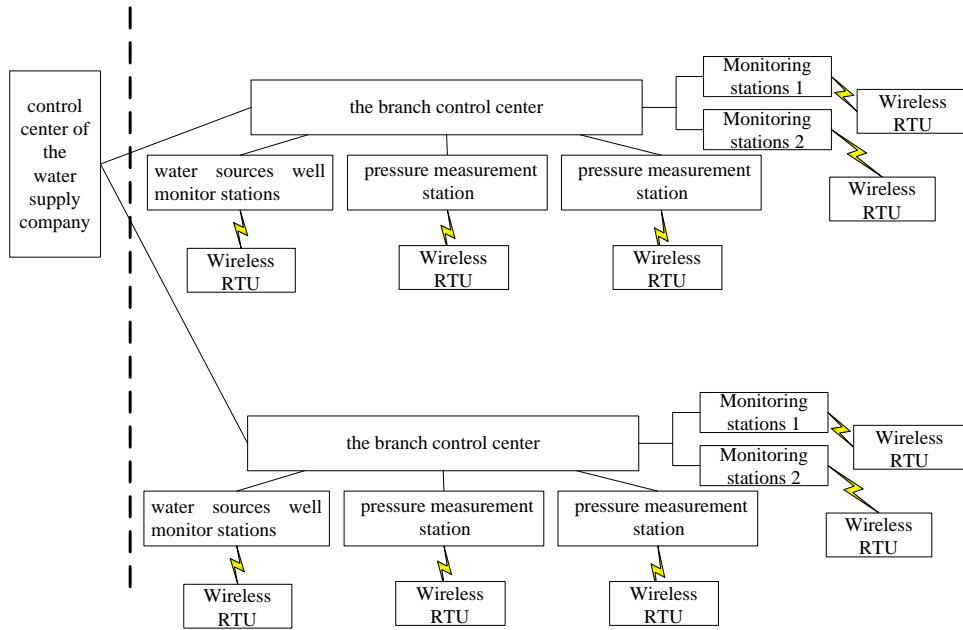 control
center of
the
water
supply
company
the branch control center
Monitoring
stations 1
Monitoring
stations 2
Wireless
RTU
Wireless
RTU
water sources well
monitor stations
pressure measurement
station
pressure measurement
station
Wireless
RTU
Wireless
RTU
Wireless
RTU
the branch control center
Monitoring
stations 1
Monitoring
stations 2
Wireless
RTU
Wireless
RTU
water sources well
monitor stations
pressure measurement
station
pressure measurement
station
Wireless
RTU
Wireless
RTU
Wireless
RTU